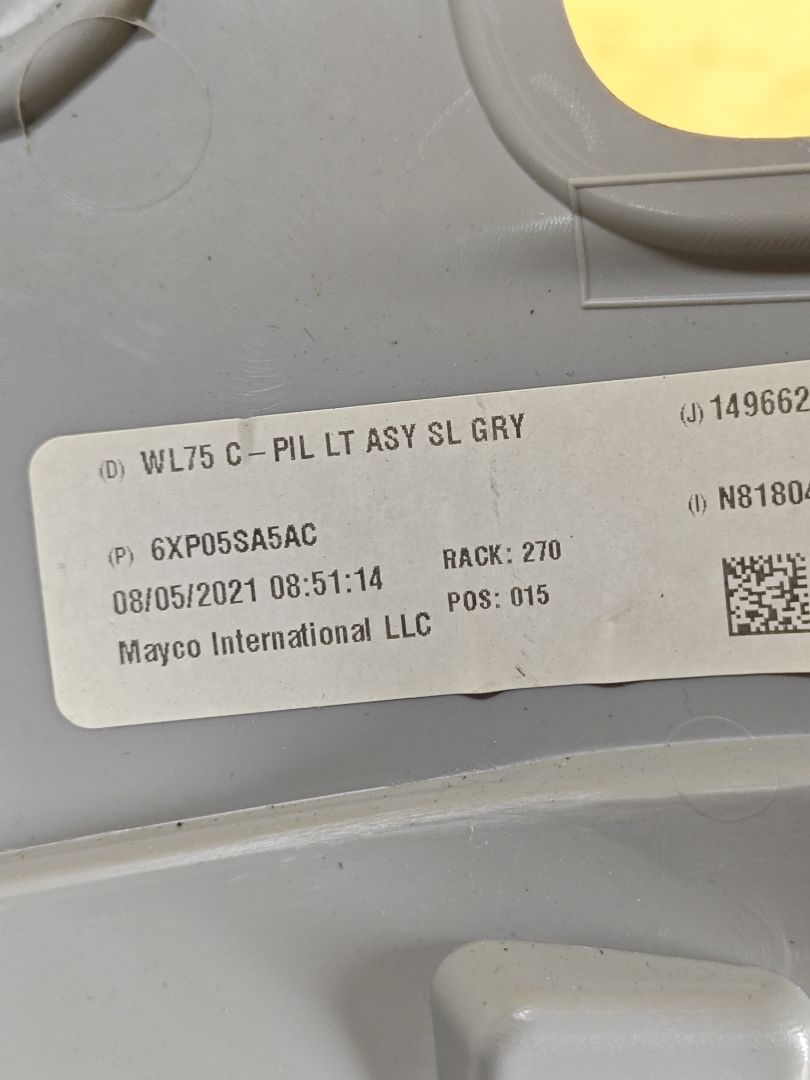 (D) WL75 C-PIL LT ASY SL GRY
(J) 149662
(P) 6XP05SA5AC
(I) N81804
08/05/2021 08:51:14
RACK: 270
Mayco International LLC
POS: 015